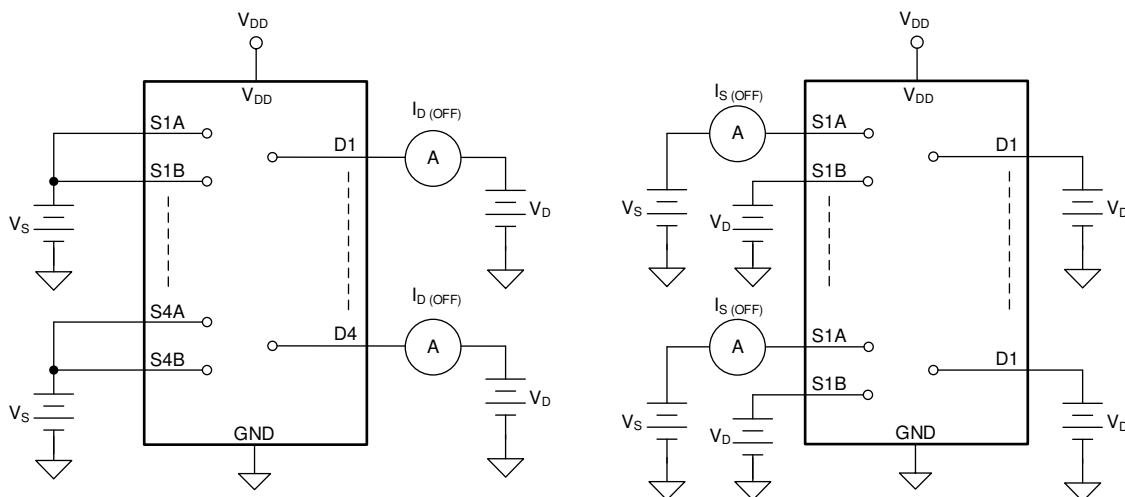 VDD
VDD
ID (OFF)
S1A
A
D1
S1B
VS
VD
ID (OFF)
S4A
D4
A
S4B
VS
VD
GND
VDD
VDD
IS (OFF)
A
S1A
D1
S1B
VS
VD
VD
IS (OFF)
A
S1A
D1
S1B
VS
VD
VD
GND